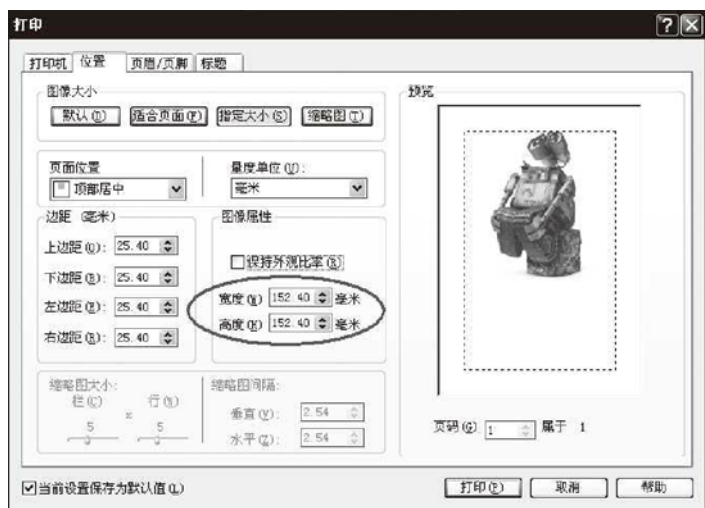 打印
打印机 位置 页眉/页脚 标题
图像大小
默认(D) 适合页面(F) 指定大小(S) 缩略图(T)
页面位置
顶部居中
量度单位(U):
毫米
边距 (毫米)
上边距(O): 25.40
下边距(B): 25.40
左边距(E): 25.40
右边距(R): 25.40
图像属性
保持外观比率(R)
宽度(W) 152.40 毫米
高度(H) 152.40 毫米
缩略图大小:
栏(C) 行(N)
x
5 5
缩略图间隔:
垂直(V): 2.54
水平(Z): 2.54
预览
页码(G) 1 属于 1
当前设置保存为默认值(L)
打印(P) 取消 帮助